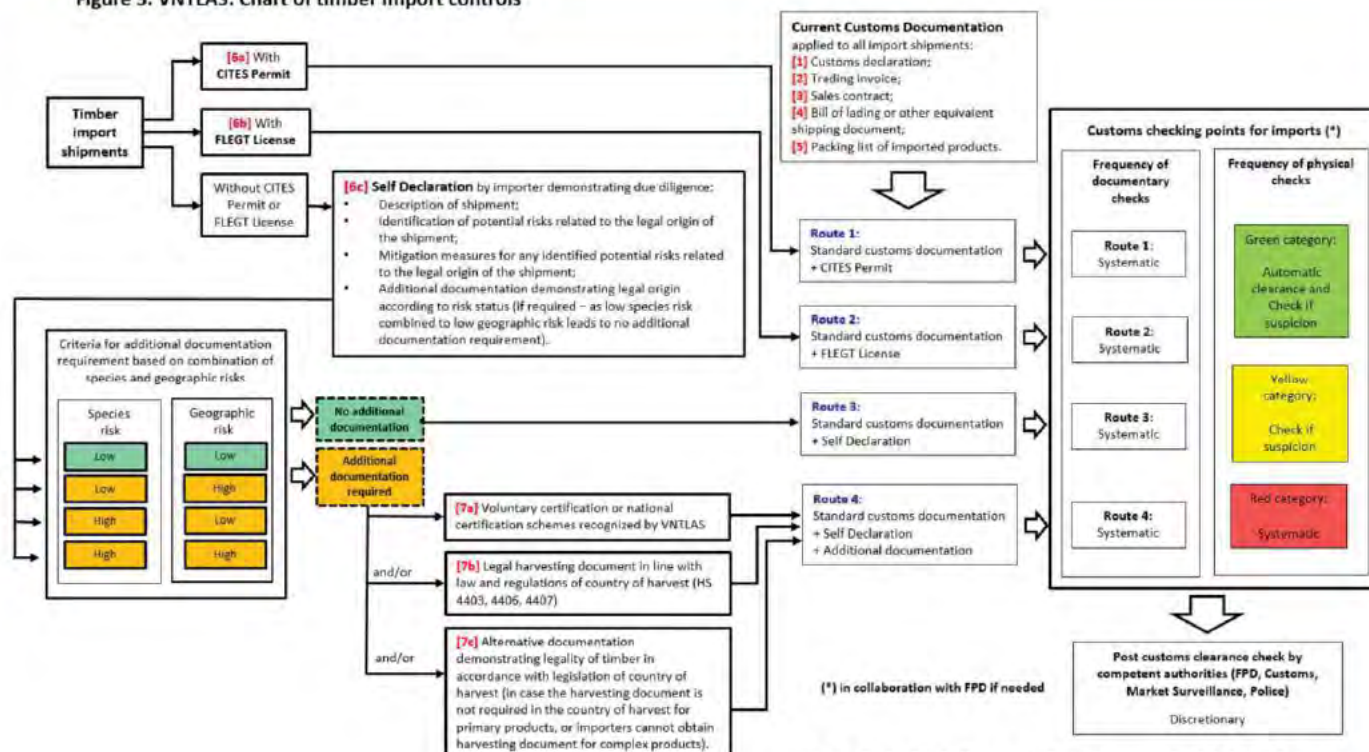 Figure 3. VNTLAS: Chart of timber import controls
Timber
import
shipments
[6a] With
CITES Permit
[6b] With
FLEGT License
Without CITES
Permit or
FLEGT License
[6c] Self Declaration by importer demonstrating due diligence:
• Description of shipment;
• Identification of potential risks related to the legal origin of
the shipment;
• Mitigation measures for any identified potential risks related
to the legal origin of the shipment;
• Additional documentation demonstrating legal origin
according to risk status (if required – as low species risk
combined to low geographic risk leads to no additional
documentation requirement).
Current Customs Documentation
applied to all import shipments:
[1] Customs declaration;
[2] Trading invoice;
[3] Sales contract;
[4] Bill of lading or other equivalent
shipping document;
[5] Packing list of imported products.
Criteria for additional documentation
requirement based on combination of
species and geographic risks
Species
risk
Low
Low
High
High
Geographic
risk
Low
High
Low
High
No additional
documentation
Additional
documentation
required
[7a] Voluntary certification or national
certification schemes recognized by VNTLAS
and/or
[7b] Legal harvesting document in line with
law and regulations of country of harvest (HS
4403, 4406, 4407)
and/or
[7c] Alternative documentation
demonstrating legality of timber in
accordance with legislation of country of
harvest (in case the harvesting document is
not required in the country of harvest for
primary products, or importers cannot obtain
harvesting document for complex products).
Route 1:
Standard customs documentation
+ CITES Permit
Route 2:
Standard customs documentation
+ FLEGT License
Route 3:
Standard customs documentation
+ Self Declaration
Route 4:
Standard customs documentation
+ Self Declaration
+ Additional documentation
Customs checking points for imports (*)
Frequency of
documentary
checks
Route 1:
Systematic
Route 2:
Systematic
Route 3:
Systematic
Route 4:
Systematic
Frequency of physical
checks
Green category:
Automatic
clearance and
Check if
suspicion
Yellow
category:
Check if
suspicion
Red category:
Systematic
(*) in collaboration with FPD if needed
Post customs clearance check by
competent authorities (FPD, Customs,
Market Surveillance, Police)
Discretionary